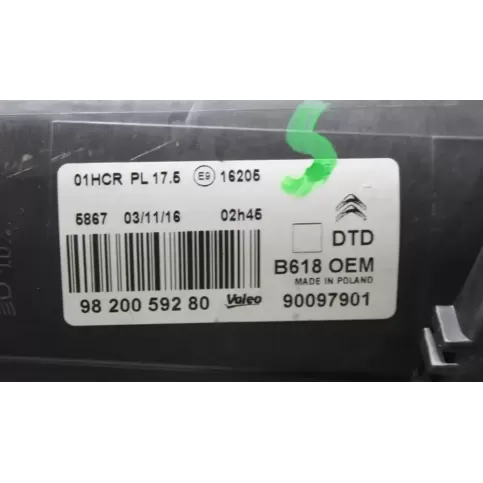 01HCR PL 17.5 E9 16205
5867 03/11/16 02h45
DTD
B618 OEM
MADE IN POLAND
98 200 592 80 Valeo 90097901
S